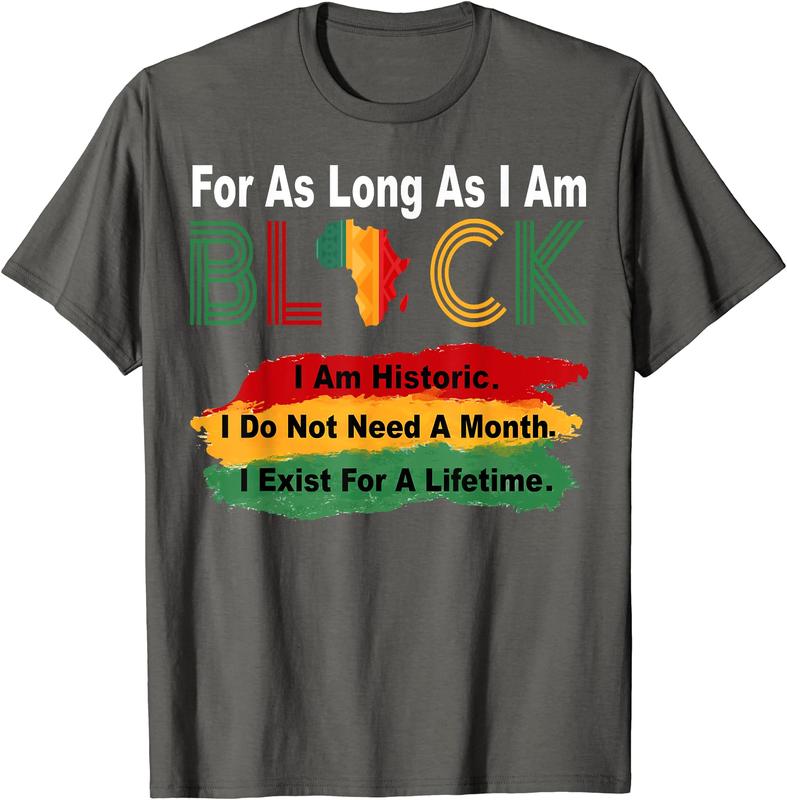 For As Long As I Am
BLACK
I Am Historic.
I Do Not Need A Month.
I Exist For A Lifetime.